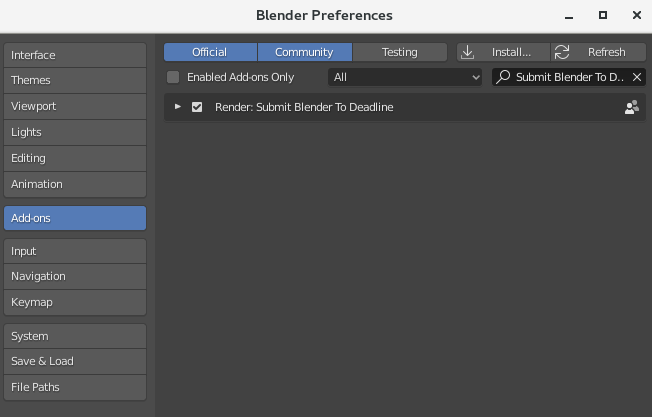 Blender Preferences
Interface
Themes
Viewport
Lights
Editing
Animation
Add-ons
Input
Navigation
Keymap
System
Save & Load
File Paths
Official Community Testing Install... Refresh
Enabled Add-ons Only All Submit Blender To D..
Render: Submit Blender To Deadline